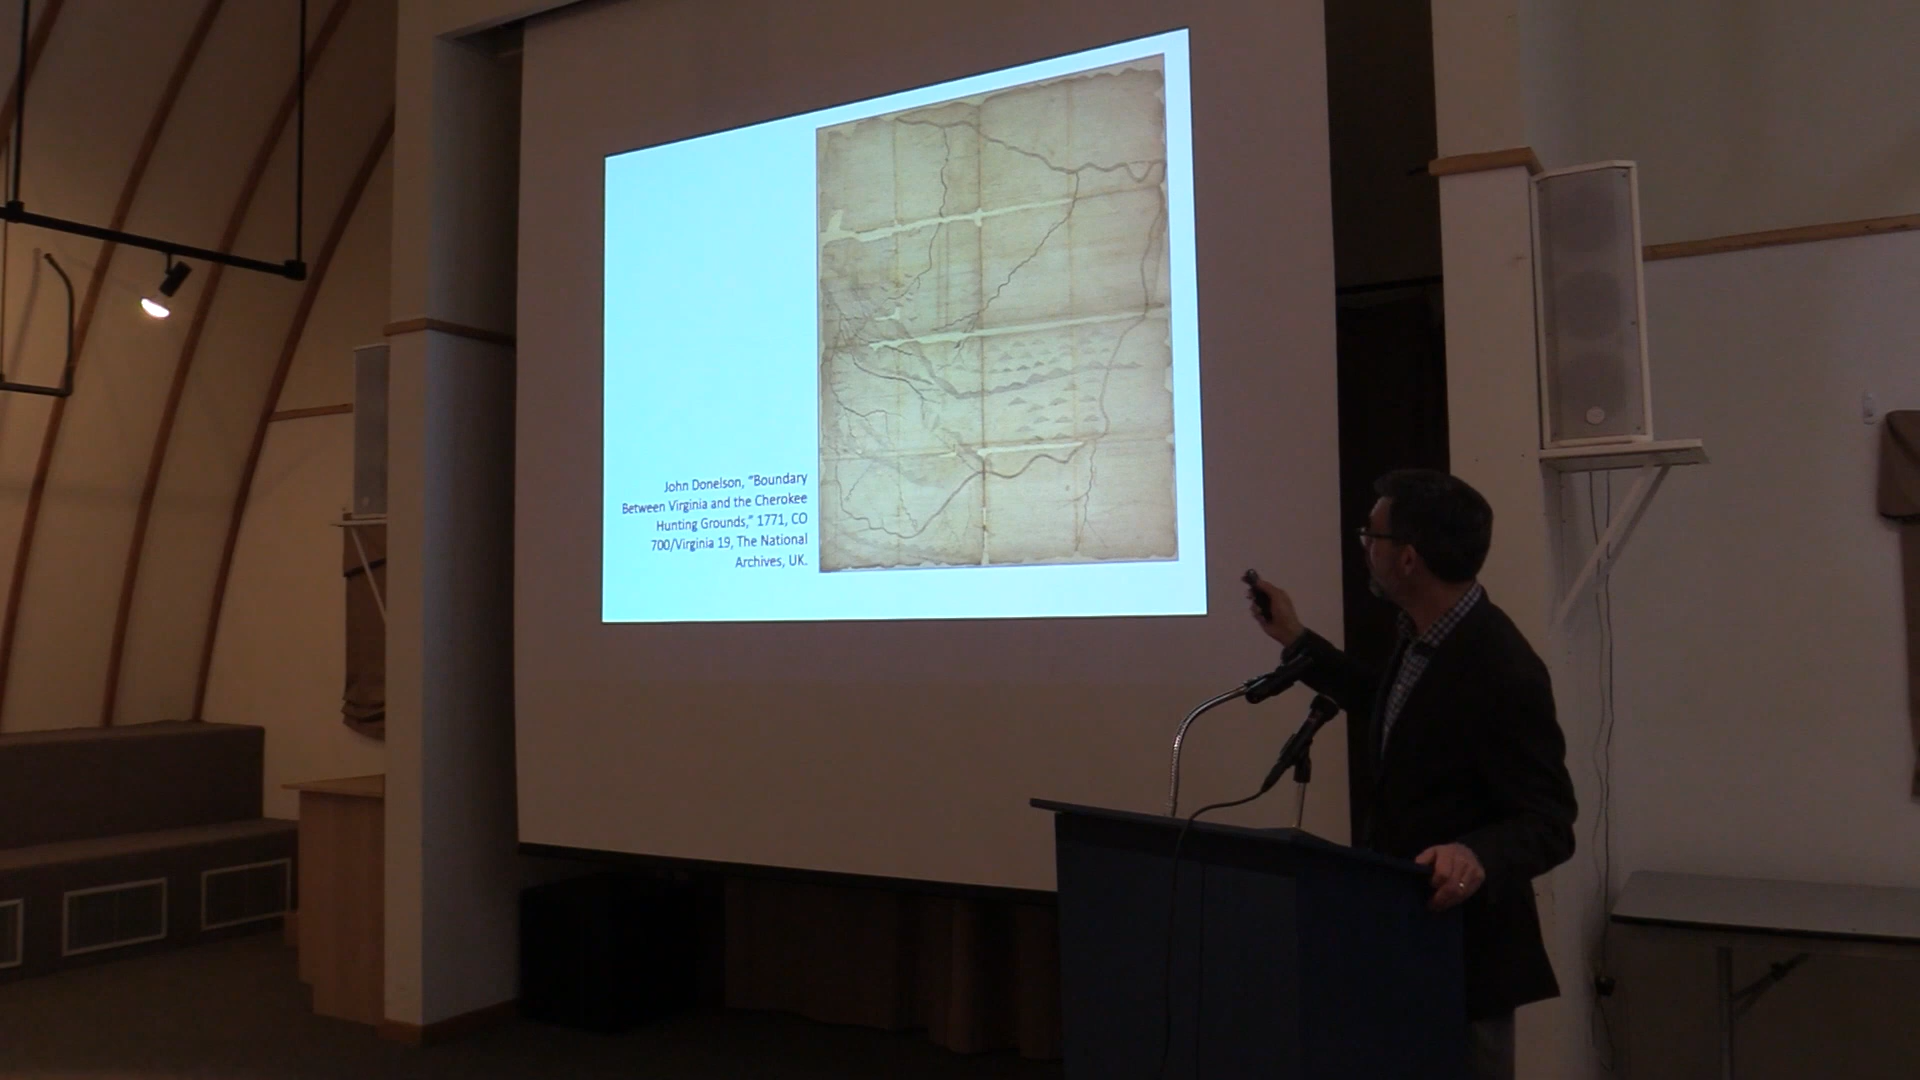 John Donelson, "Boundary
Between Virginia and the Cherokee
Hunting Grounds," 1771, CO
700/Virginia 19, The National
Archives, UK.